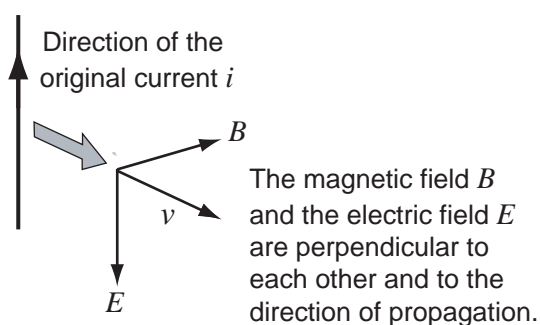 Direction of the
original current i
B
v
E
The magnetic field B
and the electric field E
are perpendicular to
each other and to the
direction of propagation.